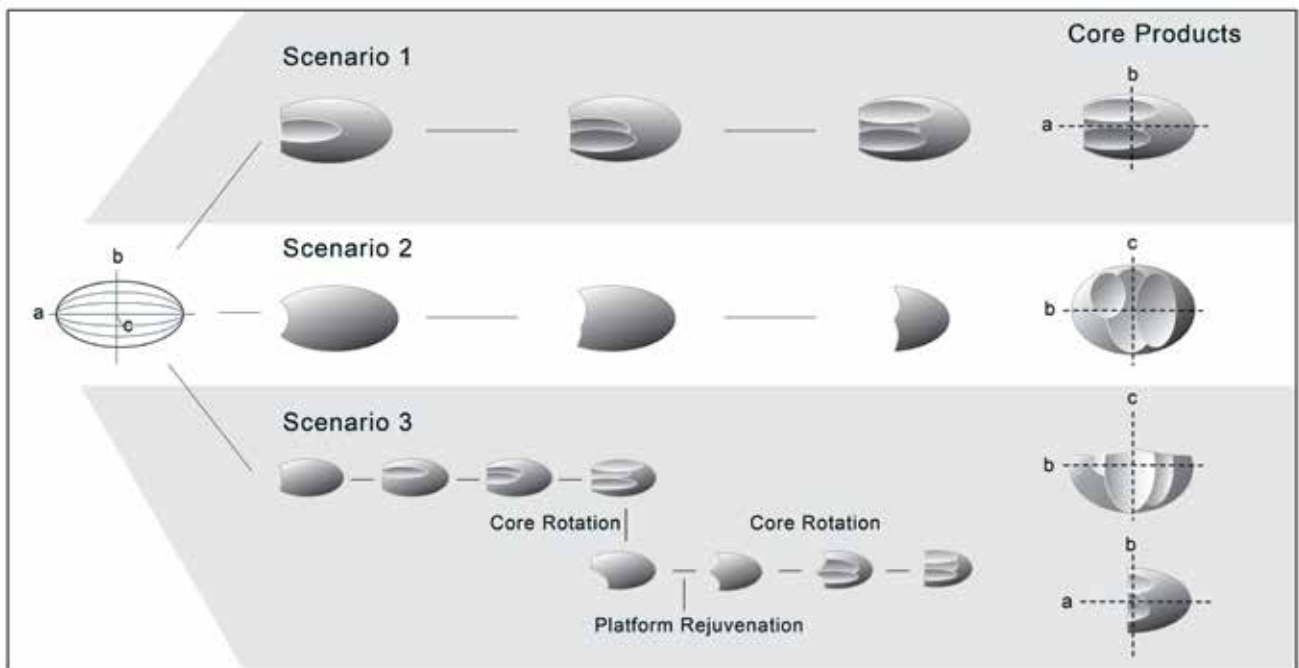 Core Products
Scenario 1
b
a
b
a
c
Scenario 2
c
b
Scenario 3
c
b
Core Rotation
Core Rotation
Platform Rejuvenation
b
a